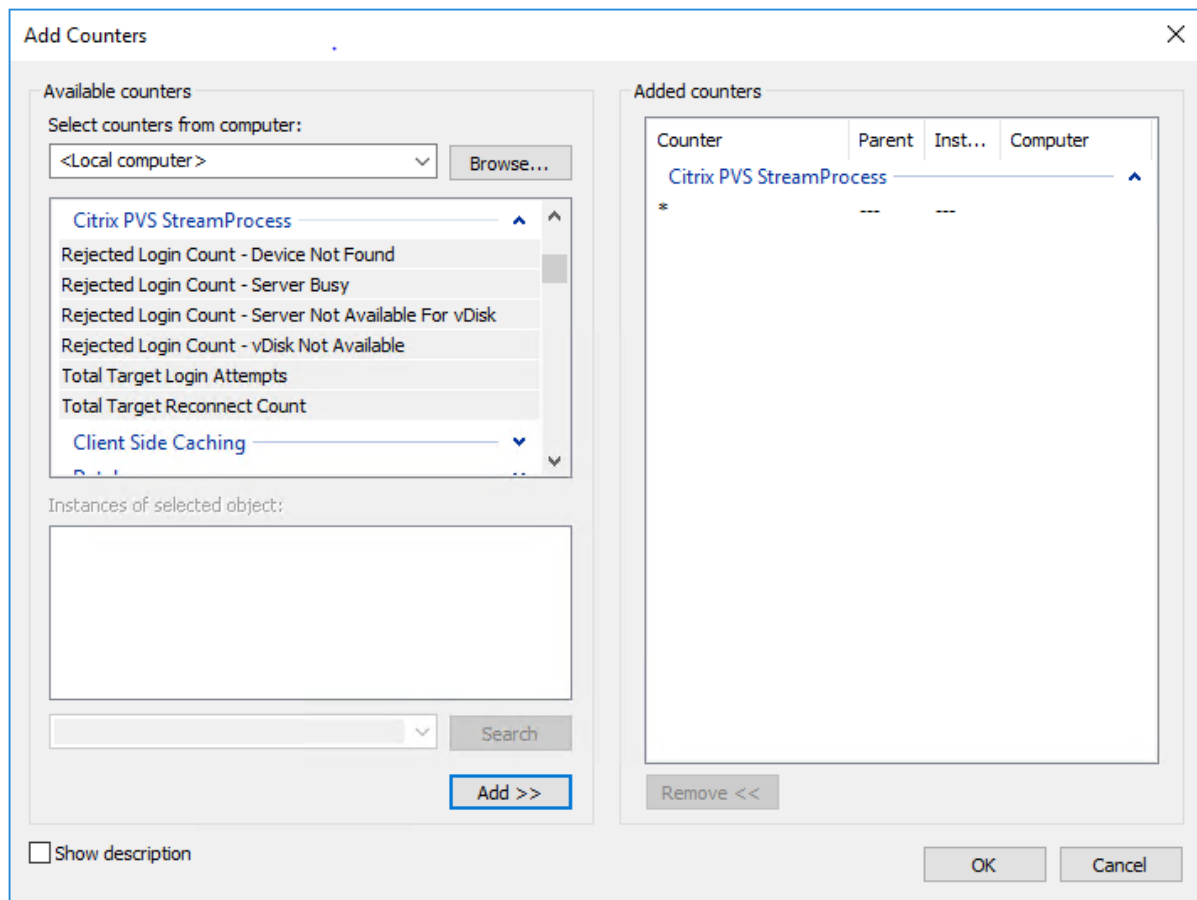 Add Counters
Available counters
Select counters from computer:
<Local computer>
Browse...
Citrix PVS StreamProcess
Rejected Login Count - Device Not Found
Rejected Login Count - Server Busy
Rejected Login Count - Server Not Available For vDisk
Rejected Login Count - vDisk Not Available
Total Target Login Attempts
Total Target Reconnect Count
Client Side Caching
Instances of selected object:
Search
Add >>
Show description
Added counters
Counter Parent Inst... Computer
Citrix PVS StreamProcess
* --- ---
Remove <<
OK Cancel